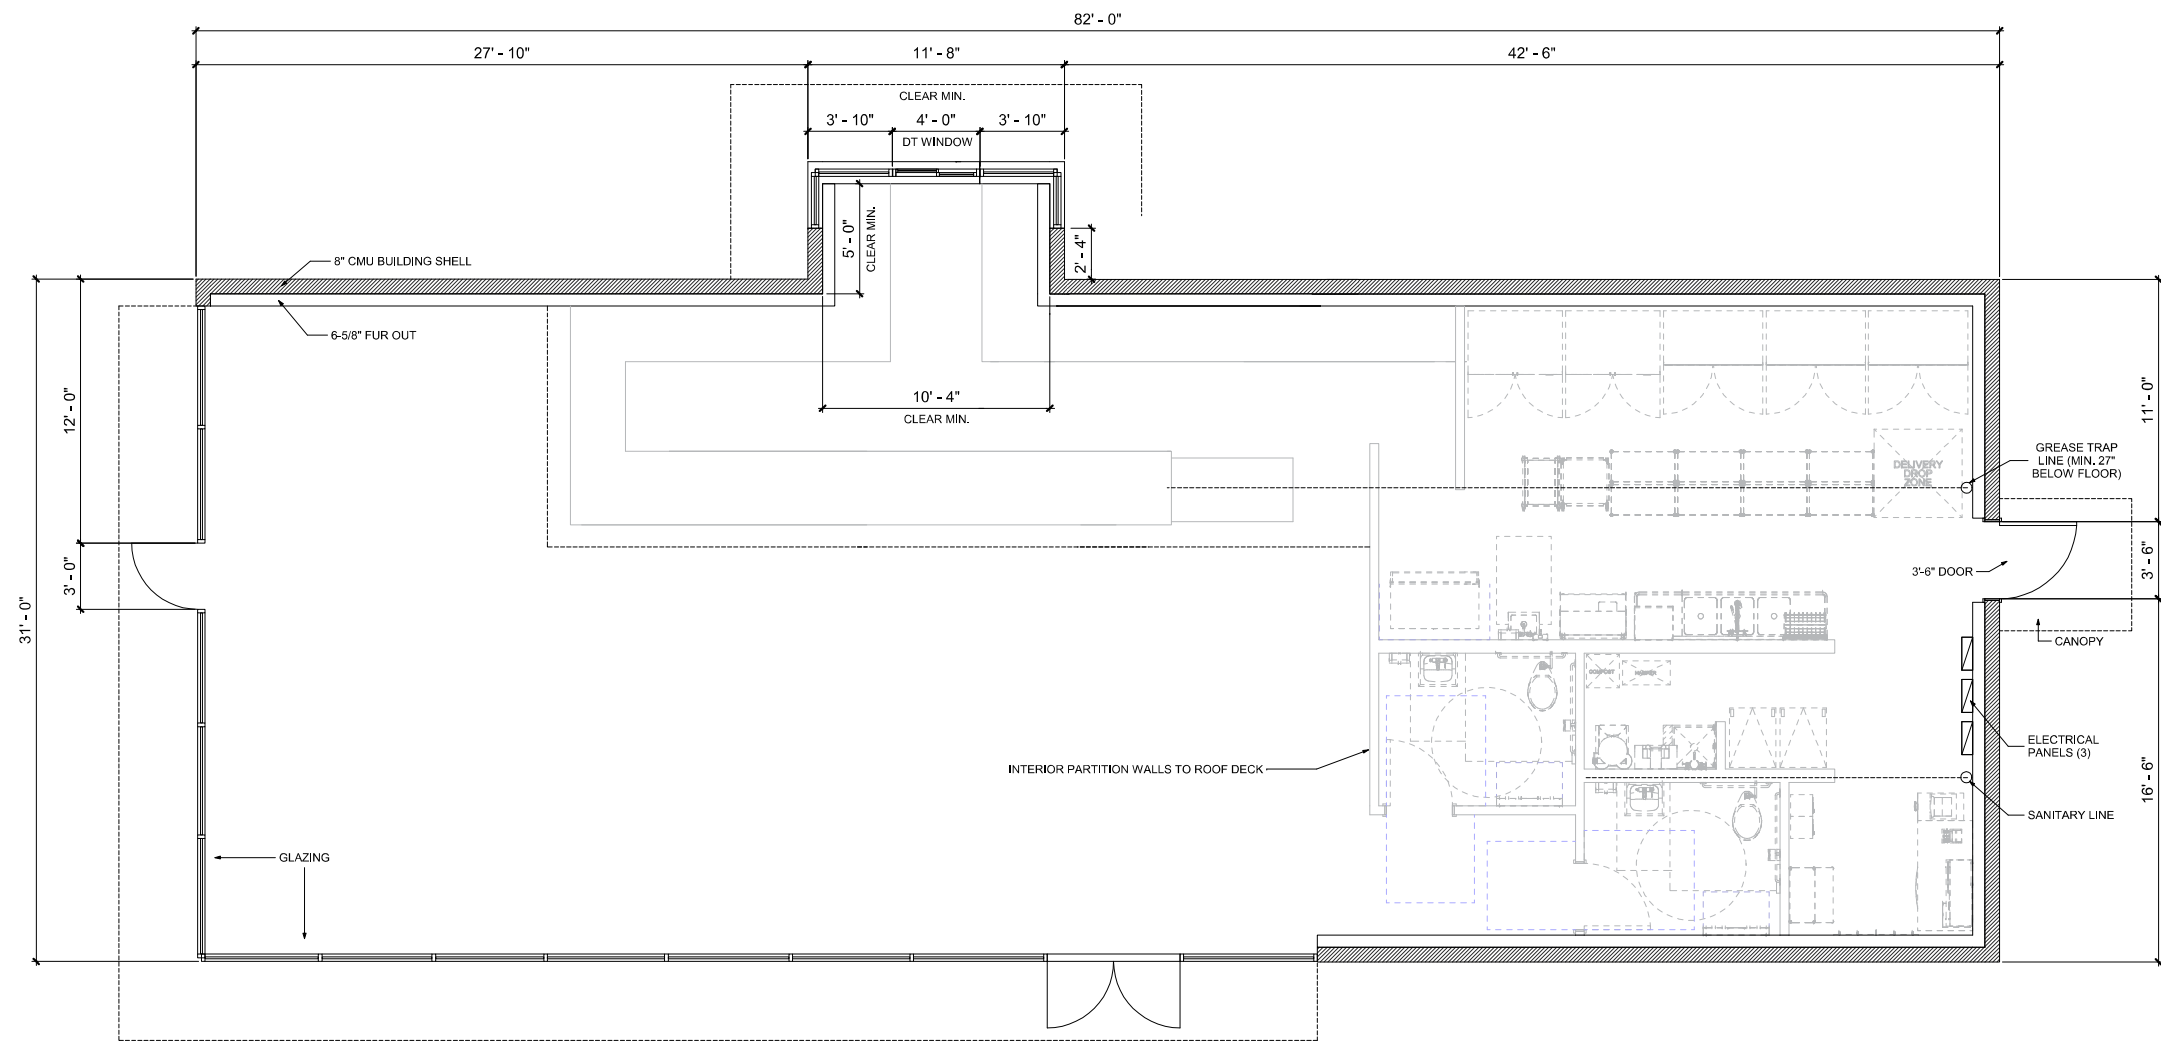 82' - 0"
27' - 10"
11' - 8"
42' - 6"
CLEAR MIN.
3' - 10"
4' - 0"
3' - 10"
DT WINDOW
5' - 0"
CLEAR MIN.
2' - 4"
8" CMU BUILDING SHELL
6-5/8" FUR OUT
10' - 4"
CLEAR MIN.
12' - 0"
3' - 0"
31' - 0"
11' - 0"
GREASE TRAP
LINE (MIN. 27"
BELOW FLOOR)
DELIVERY
DROP
ZONE
3'-6" DOOR
3' - 6"
CANOPY
INTERIOR PARTITION WALLS TO ROOF DECK
ELECTRICAL
PANELS (3)
16' - 6"
SANITARY LINE
GLAZING